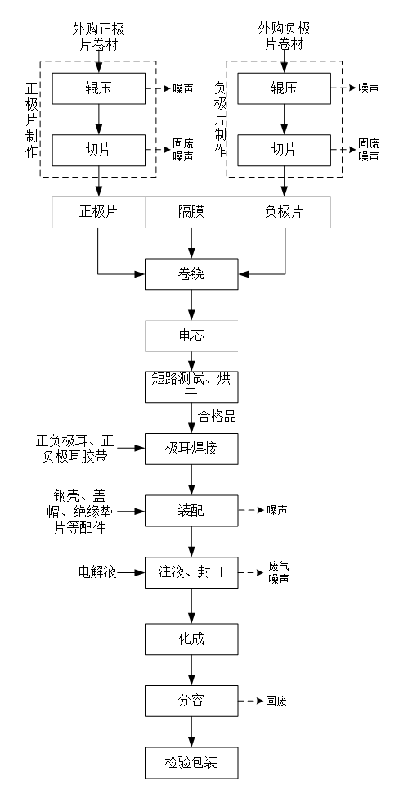 外购正极
片卷材
外购负极
片卷材
正极片制作
辊压
噪声
切片
固废
噪声
负极片制作
辊压
噪声
切片
固废
噪声
正极片
隔膜
负极片
卷绕
电芯
短路测试、烘
合格品
正负极耳、正
负极耳胶带
极耳焊接
钢壳、盖
帽、绝缘垫
片等配件
装配
噪声
电解液
注液、封口
废气
噪声
化成
分容
固废
检验包装